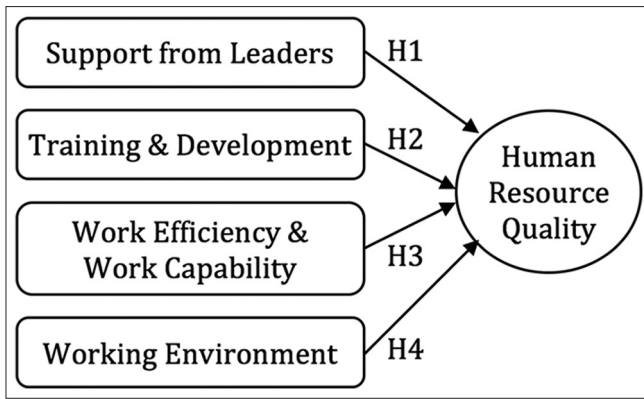 Support from Leaders
H1
Training & Development
H2
Human
Resource
Quality
Work Efficiency &
Work Capability
H3
Working Environment
H4